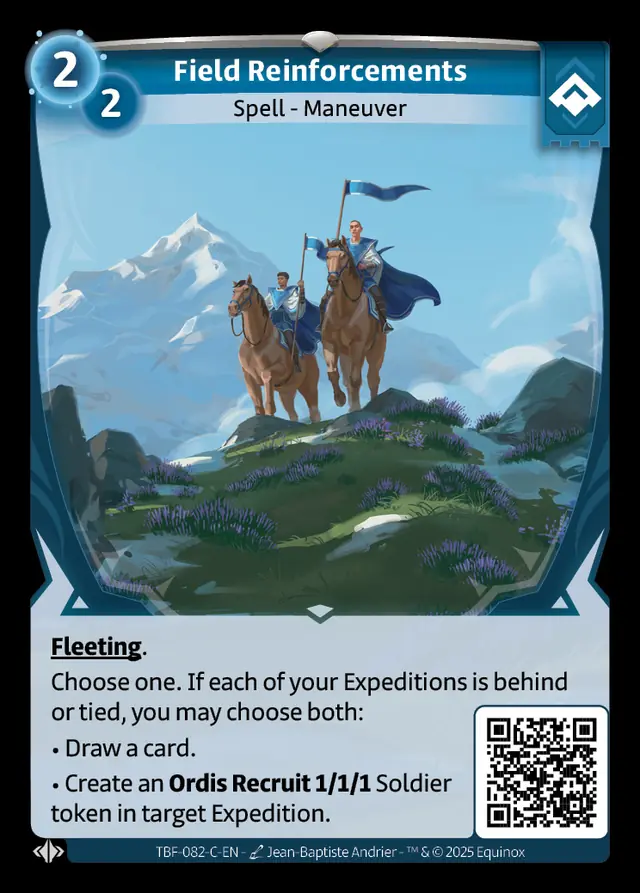 2
2
Field Reinforcements
Spell - Maneuver
Fleeting.
Choose one. If each of your Expeditions is behind
or tied, you may choose both:
• Draw a card.
• Create an Ordis Recruit 1/1/1 Soldier
token in target Expedition.
TBF-082-C-EN - Jean-Baptiste Andrier - ™ & © 2025 Equinox